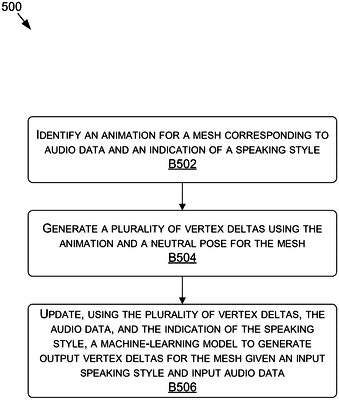 500
IDENTIFY AN ANIMATION FOR A MESH CORRESPONDING TO
AUDIO DATA AND AN INDICATION OF A SPEAKING STYLE
B502
GENERATE A PLURALITY OF VERTEX DELTAS USING THE
ANIMATION AND A NEUTRAL POSE FOR THE MESH
B504
UPDATE, USING THE PLURALITY OF VERTEX DELTAS, THE
AUDIO DATA, AND THE INDICATION OF THE SPEAKING
STYLE, A MACHINE-LEARNING MODEL TO GENERATE
OUTPUT VERTEX DELTAS FOR THE MESH GIVEN AN INPUT
SPEAKING STYLE AND INPUT AUDIO DATA
B506